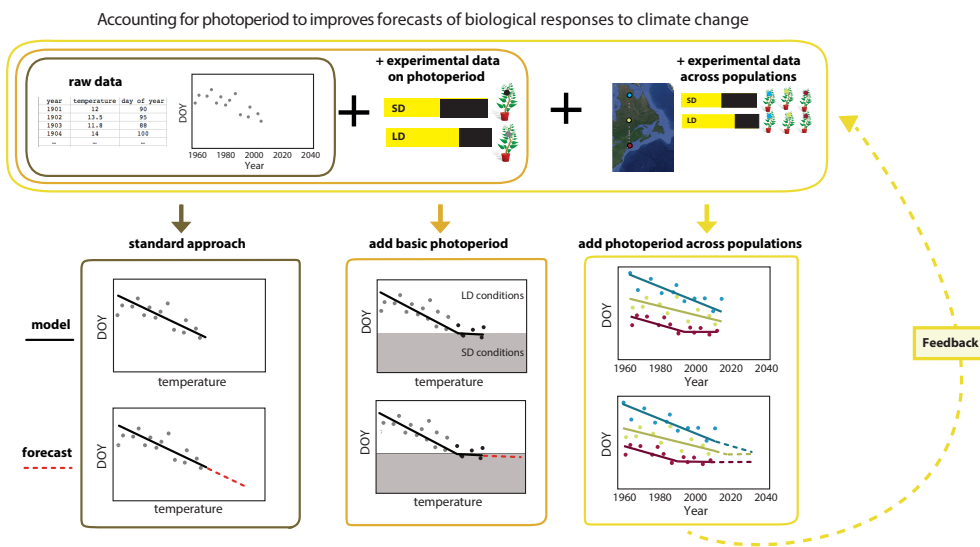 Accounting for photoperiod to improves forecasts of biological responses to climate change
raw data
year temperature day of year
1901 12 90
1902 13.5 95
1903 11.8 89
1904 14 100
... ... ...
DOY
1960 1980 2000 2020 2040
Year
+
+ experimental data
on photoperiod
SD
LD
+
+ experimental data
across populations
SD
LD
standard approach
add basic photoperiod
add photoperiod across populations
model
DOY
temperature
DOY
LD conditions
SD conditions
temperature
DOY
1960 1980 2000 2020 2040
Year
Feedback
forecast
DOY
temperature
DOY
temperature
DOY
1960 1980 2000 2020 2040
Year